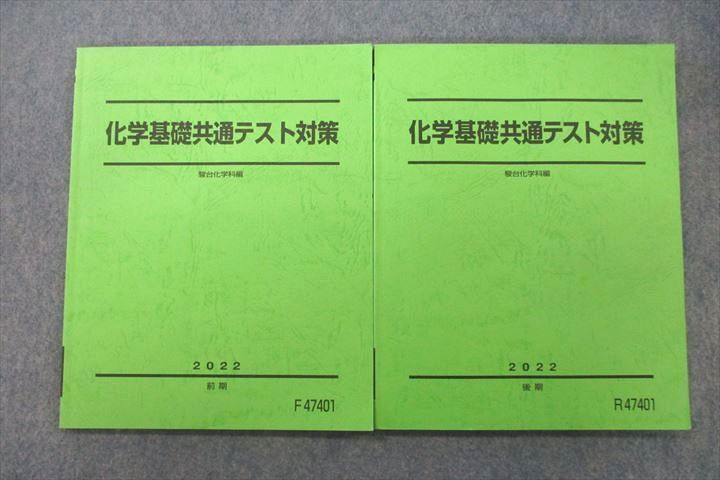 化学基礎共通テスト対策
駿台化学科編
2022
前期
F47401
化学基礎共通テスト対策
駿台化学科編
2022
後期
R47401